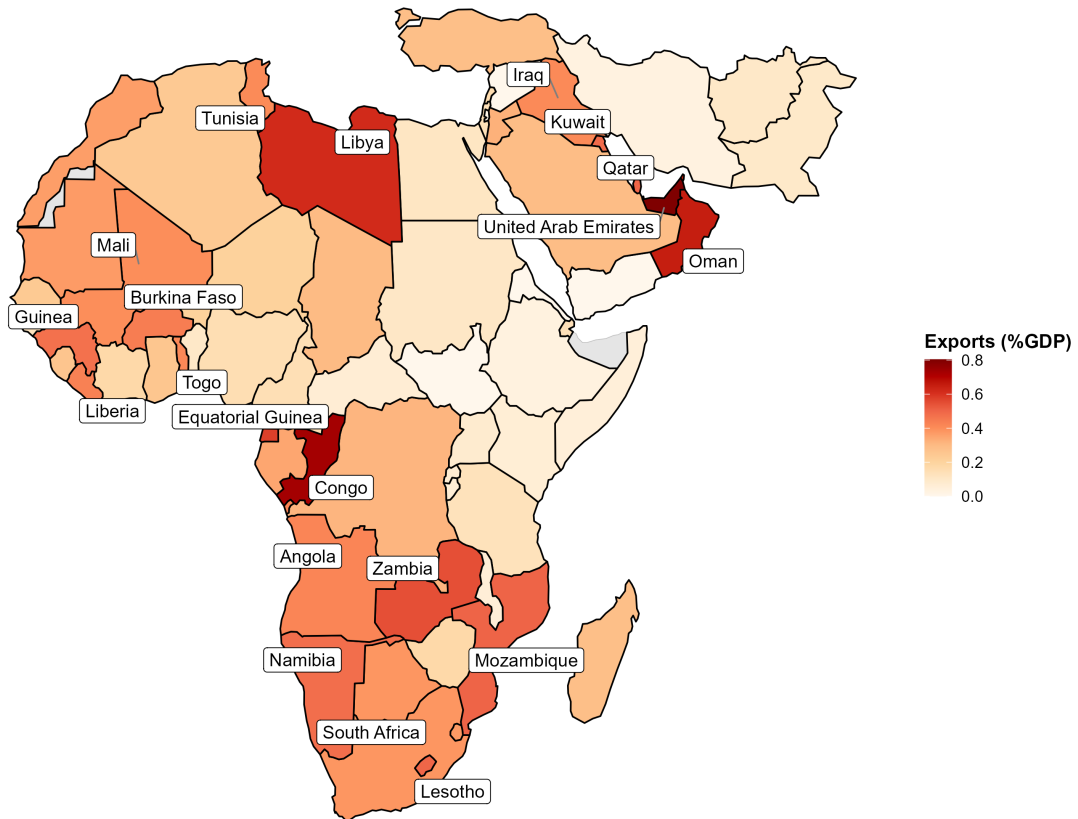 Iraq
Tunisia
Kuwait
Libya
Qatar
United Arab Emirates
Mali
Oman
Burkina Faso
Guinea
Exports (%GDP)
0.8
0.6
0.4
0.2
0.0
Togo
Liberia
Equatorial Guinea
Congo
Angola
Zambia
Namibia
Mozambique
South Africa
Lesotho